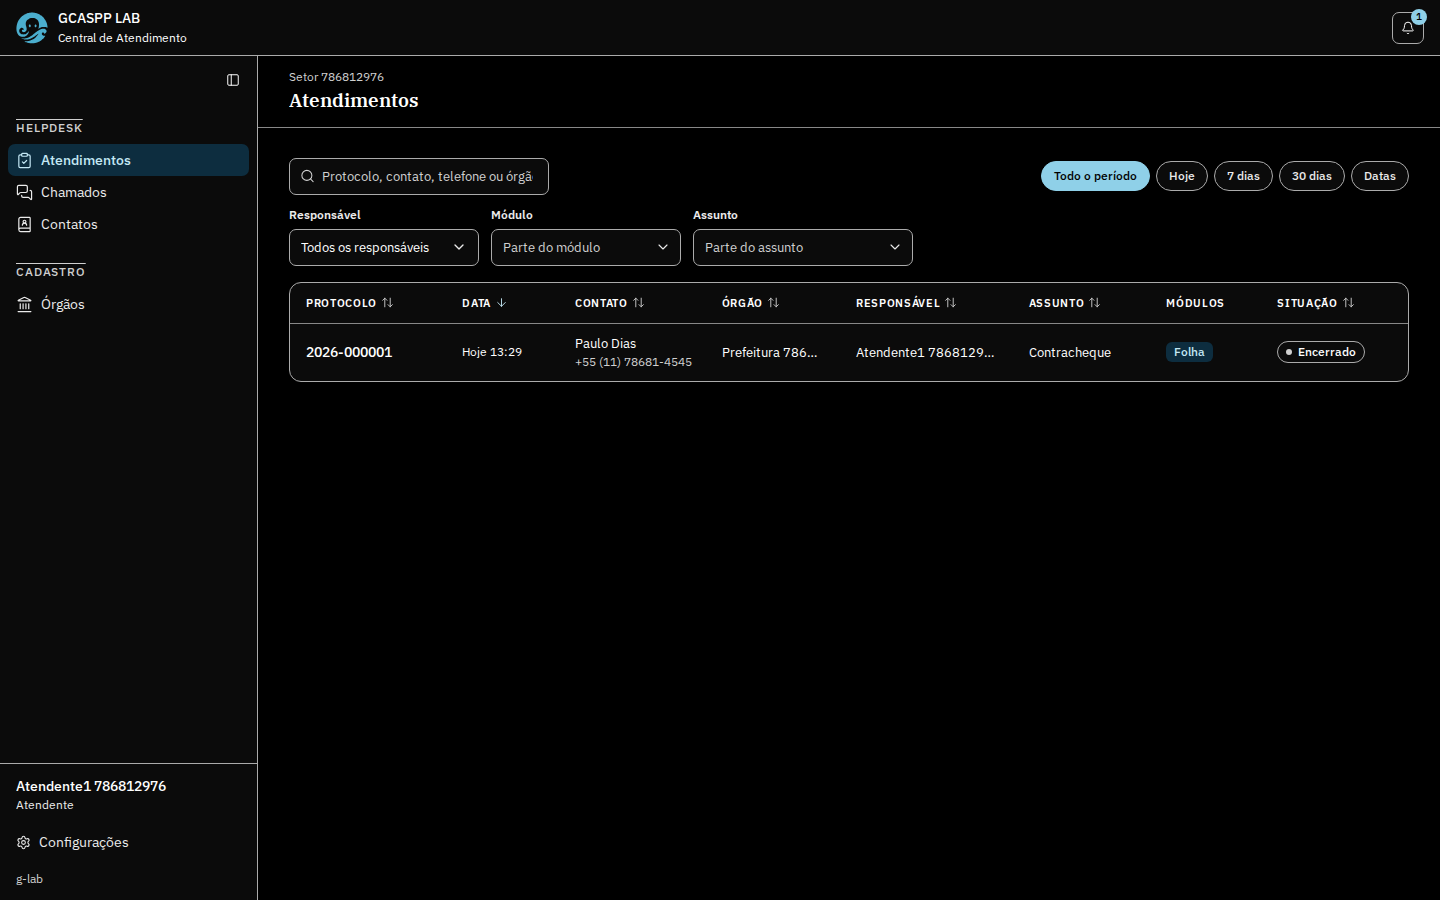 GCASPP LAB
Central de Atendimento
1
HELPDESK
Atendimentos
Chamados
Contatos
CADASTRO
Órgãos
Atendente1 786812976
Atendente
Configurações
g-lab
Setor 786812976
Atendimentos
Protocolo, contato, telefone ou órgã
Todo o período Hoje 7 dias 30 dias Datas
Responsável Módulo Assunto
Todos os responsáveis Parte do módulo Parte do assunto
PROTOCOLO DATA CONTATO ÓRGÃO RESPONSÁVEL ASSUNTO MÓDULOS SITUAÇÃO
2026-000001 Hoje 13:29 Paulo Dias Prefeitura 786... Atendente1 7868129... Contracheque Folha Encerrado
+55 (11) 78681-4545